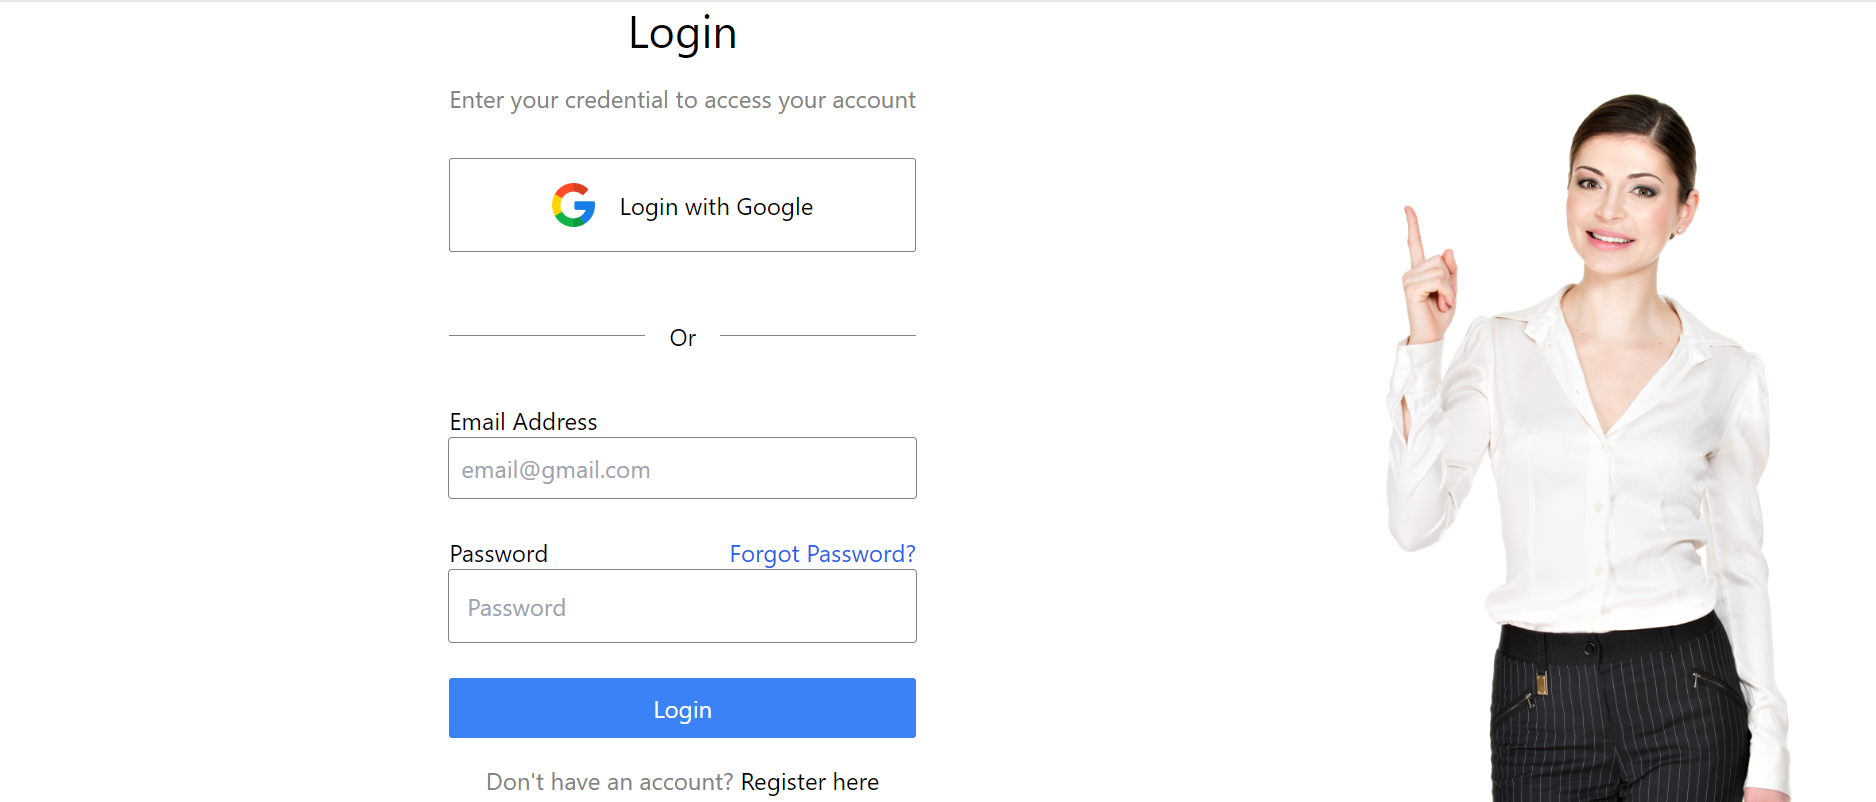 Login
Enter your credential to access your account
Login with Google
Or
Email Address
email@gmail.com
Password Forgot Password?
Password
Login
Don't have an account? Register here